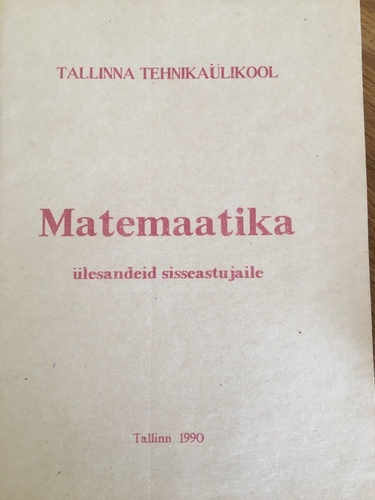 TALLINNA TEHNIKAÜLIKOOL
Matemaatika
ülesandeid sisseastujaile
Tallinn 1990